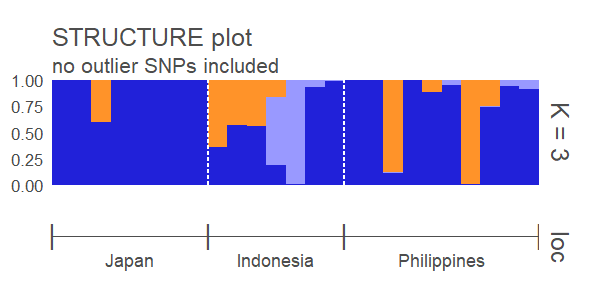 STRUCTURE plot
no outlier SNPs included
1.00
0.75
0.50
0.25
0.00
K = 3
loc
Japan
Indonesia
Philippines